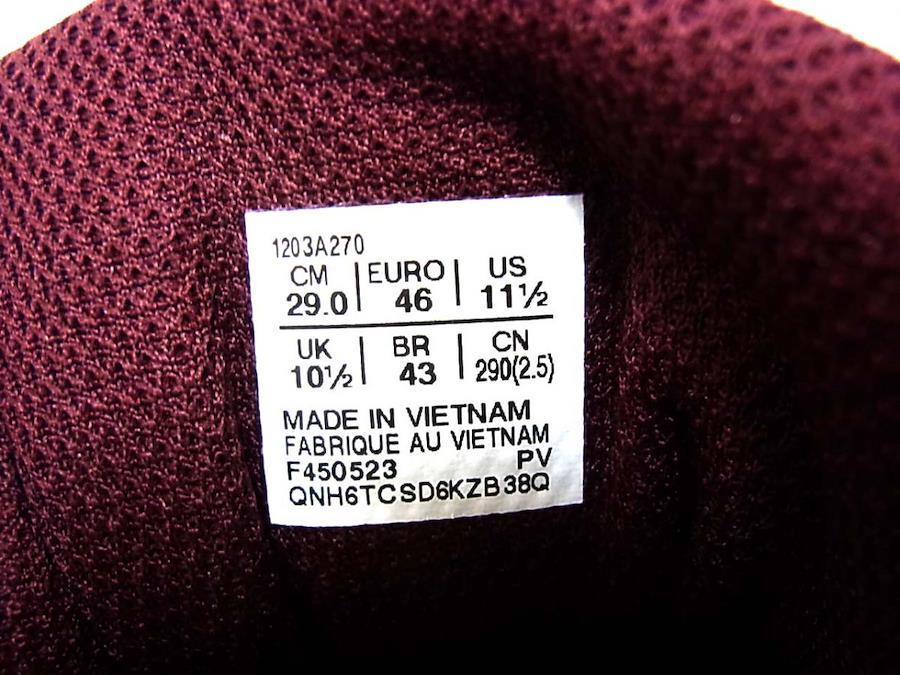 1203A270
CM | EURO | US
29.0 | 46 | 11½
UK | BR | CN
10½ | 43 | 290(2.5)
MADE IN VIETNAM
FABRIQUE AU VIETNAM
F450523 PV
QNH6TCSD6KZB38Q